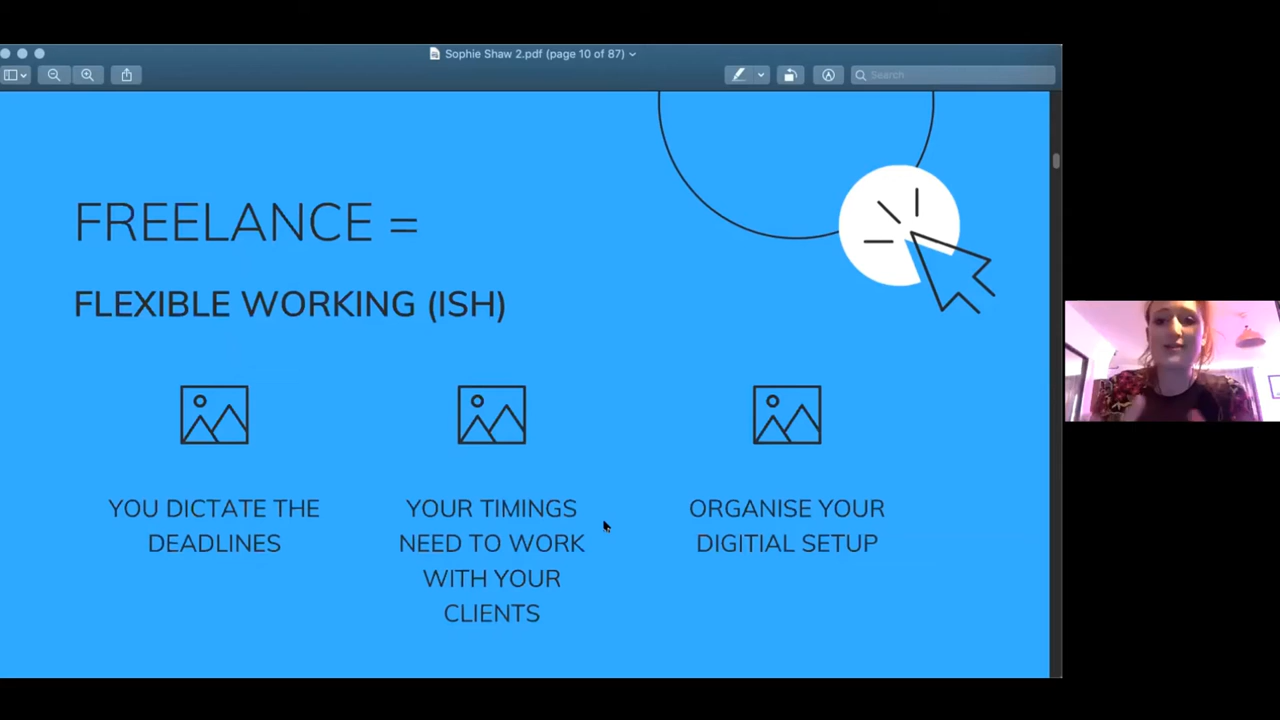 Sophie Shaw 2.pdf (page 10 of 87)
Search
FREELANCE =
FLEXIBLE WORKING (ISH)
YOU DICTATE THE
DEADLINES
YOUR TIMINGS
NEED TO WORK
WITH YOUR
CLIENTS
ORGANISE YOUR
DIGITIAL SETUP